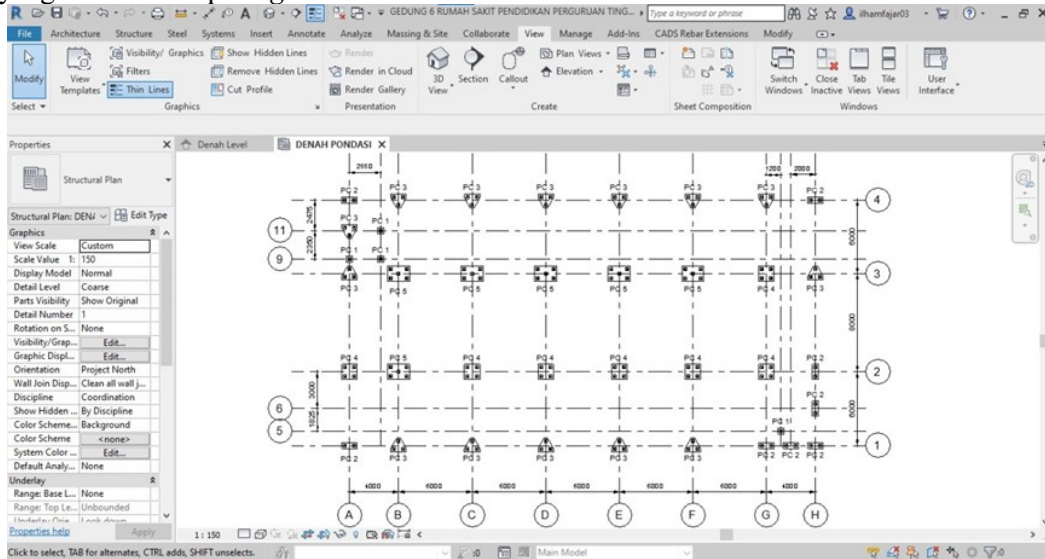 GEDUNG 6 RUMAH SAKIT PENDIDIKAN PERGURUAN TING...
Type a keyword or phrase
ilhamfajar03
File Architecture Structure Steel Systems Insert Annotate Analyze Massing & Site Collaborate View Manage Add-Ins CADS Rebar Extensions Modify
Visibility/ Graphics Show Hidden Lines Render Plan Views
Filters Remove Hidden Lines Render in Cloud Elevation
Thin Lines Cut Profile Render Gallery
Modify View Templates 3D View Section Callout Switch Windows Close Inactive Tab Views Tile Views User Interface
Select Graphics Presentation Create Sheet Composition Windows
Properties Denah Level DENAH PONDASI
Structural Plan
Structural Plan: DENA Edit Type
Graphics
View Scale Custom
Scale Value 1: 150
Display Model Normal
Detail Level Coarse
Parts Visibility Show Original
Detail Number 1
Rotation on S... None
Visibility/Grap... Edit...
Graphic Displ... Edit...
Orientation Project North
Wall Join Disp... Clean all wall j...
Discipline Coordination
Show Hidden ... By Discipline
Color Scheme... Background
Color Scheme <none>
System Color ... Edit...
Default Analy... None
Underlay
Range: Base L... None
Range: Top Le... Unbounded
Properties help Apply
1200 2000
PC 2 PC 3 PC 3 PC 3 PC 3 PC 3 PC 3 PC 2 4
2475
PC 3 PC 1
11
2350 6000
PC 1 PC 1
9
3
PC 3 PC 5 PC 5 PC 5 PC 5 PC 5 PC 4 PC 3
8000
PC 4 PC 5 PC 4 PC 4 PC 4 PC 4 PC 4 PC 2
2
3000 PC 2
6 6000
1825 PC 1
5
1
PC 2 PC 3 PC 3 PC 3 PC 3 PC 3 PC 2 PC 2 PC 2
4000 6000 6000 6000 6000 6000 4000
A B C D E F G H
1 : 150
Click to select, TAB for alternates, CTRL adds, SHIFT unselects. :0 Main Model :0